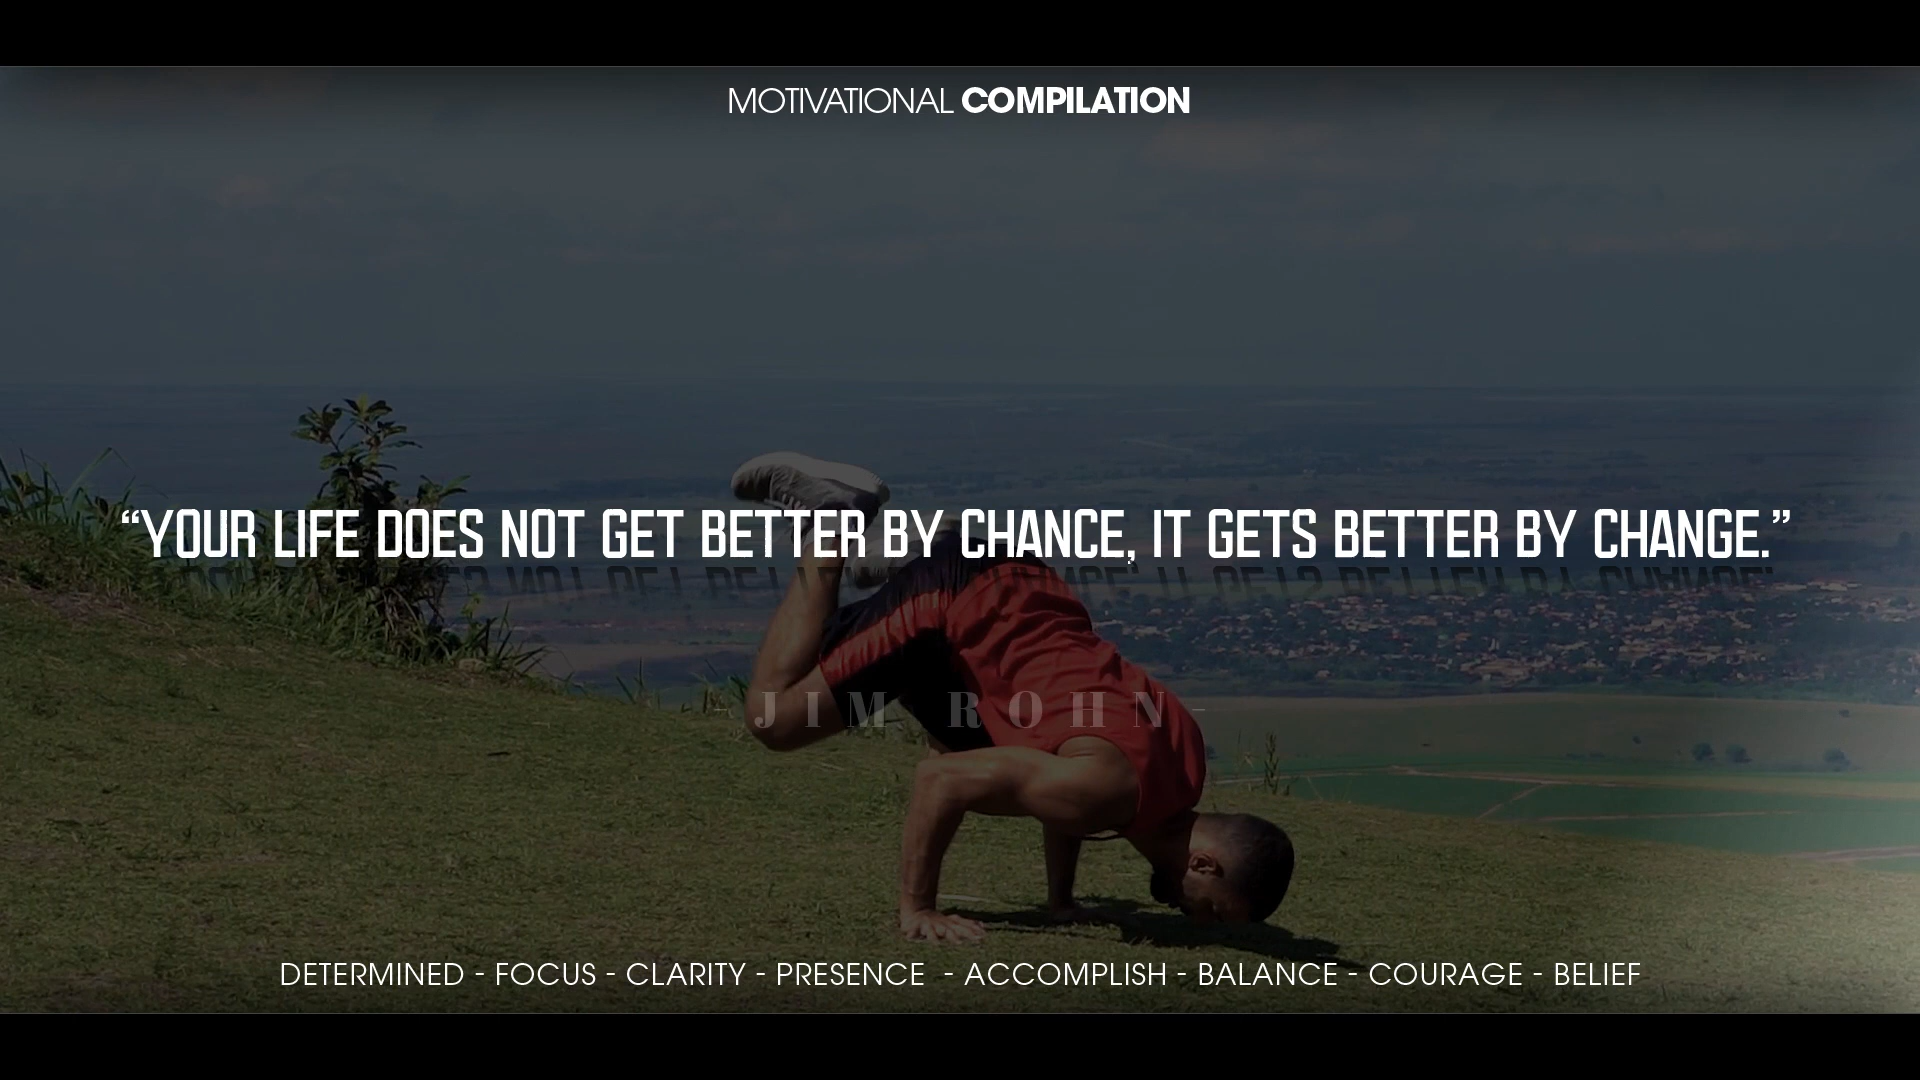 MOTIVATIONAL COMPILATION
“YOUR LIFE DOES NOT GET BETTER BY CHANCE, IT GETS BETTER BY CHANGE.”
- JIM ROHN -
DETERMINED - FOCUS - CLARITY - PRESENCE - ACCOMPLISH - BALANCE - COURAGE - BELIEF